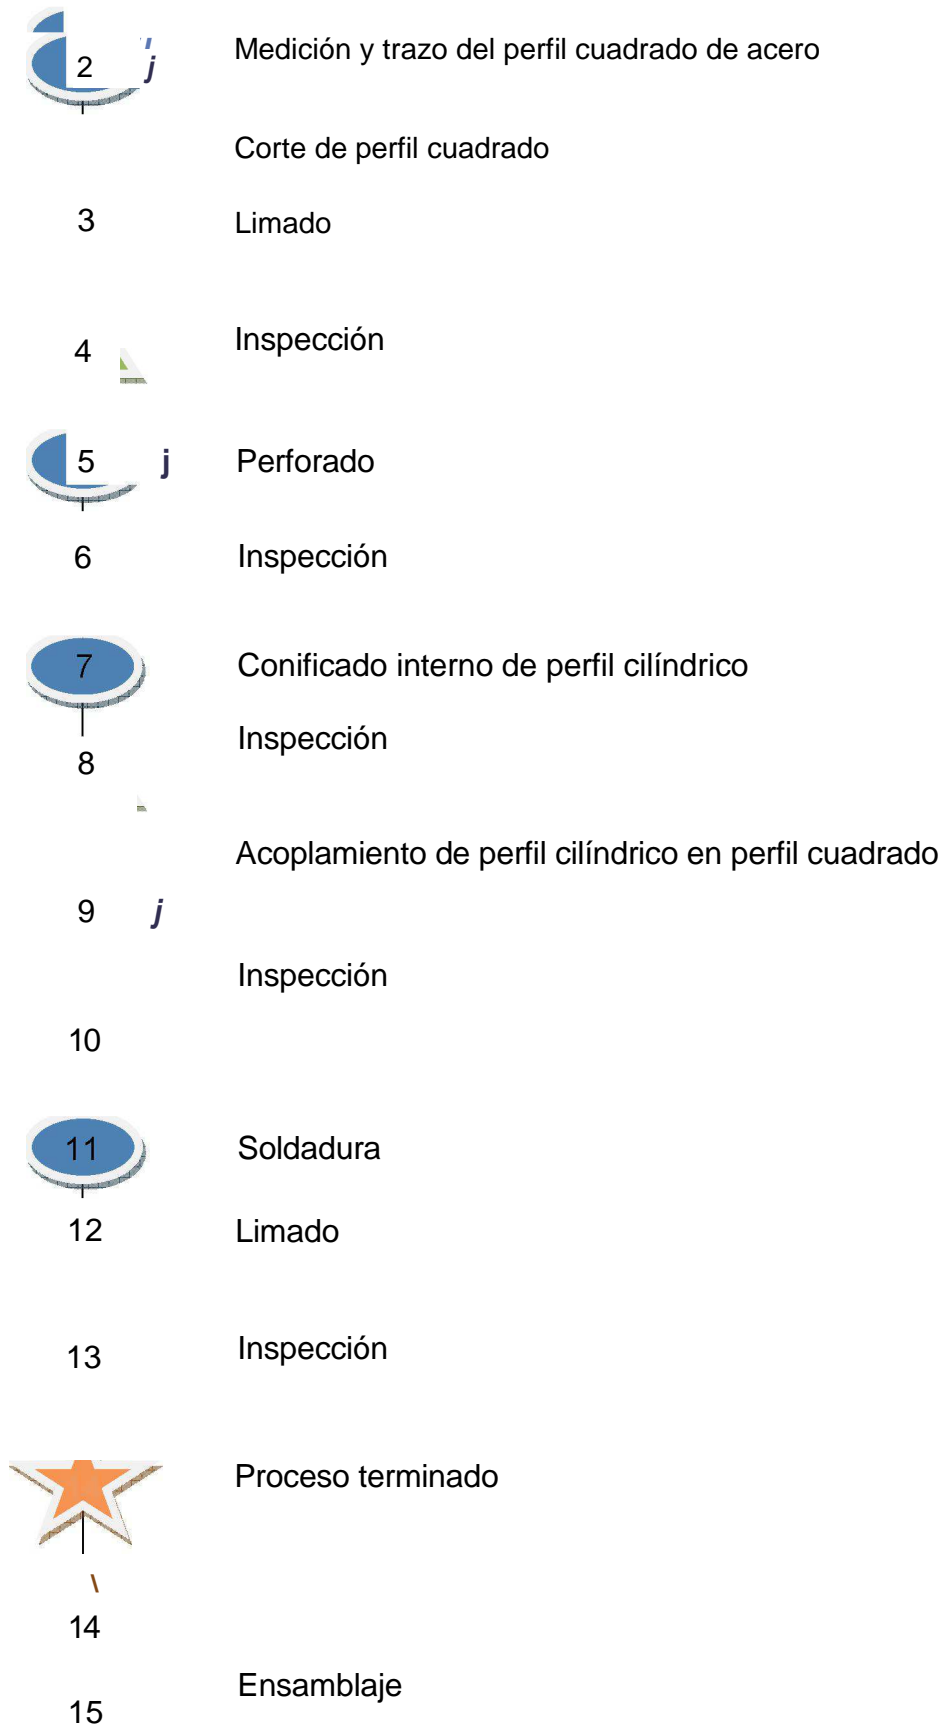 Medición y trazo del perfil cuadrado de acero
2 j
Corte de perfil cuadrado
3 Limado
4 Inspección
5 j Perforado
6 Inspección
7 Conificado interno de perfil cilíndrico
Inspección
8
Acoplamiento de perfil cilíndrico en perfil cuadrado
9 j
Inspección
10
11 Soldadura
12 Limado
13 Inspección
Proceso terminado
\
14
Ensamblaje
15